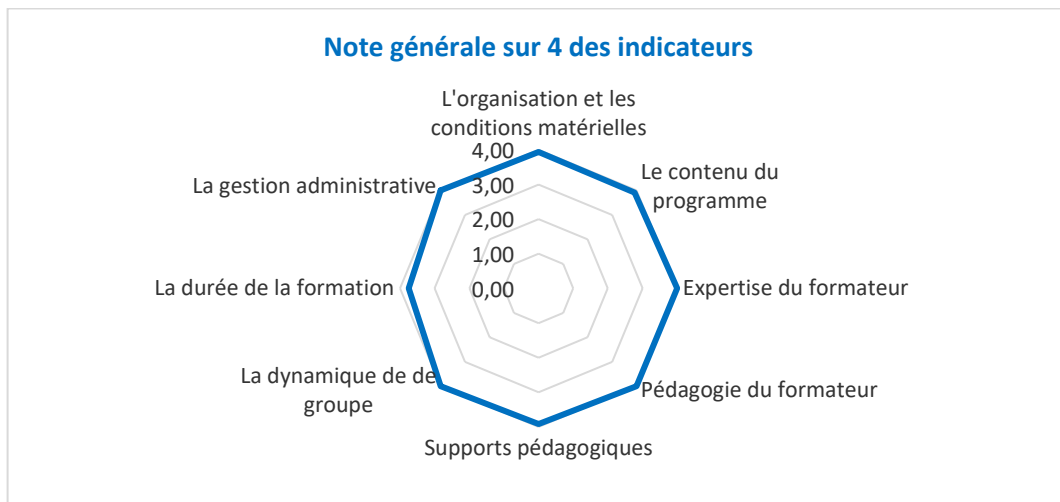 Note générale sur 4 des indicateurs
L'organisation et les
conditions matérielles
4,00
Le contenu du
programme
La gestion administrative
3,00
2,00
1,00
La durée de la formation
0,00
Expertise du formateur
La dynamique de de
groupe
Pédagogie du formateur
Supports pédagogiques